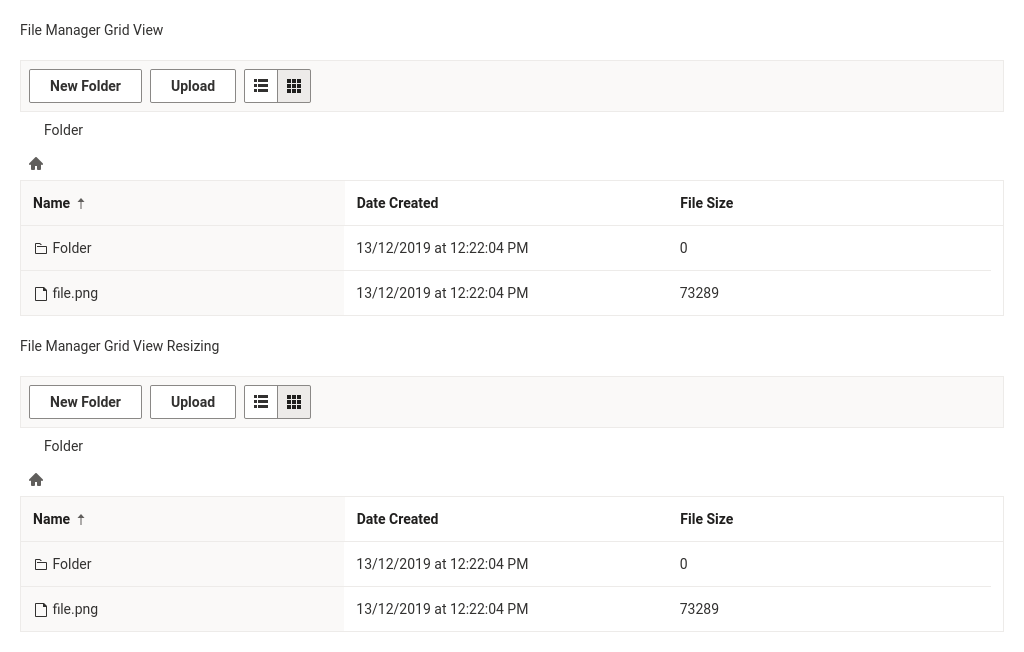 File Manager Grid View
New Folder Upload
Folder
Name Date Created File Size
Folder 13/12/2019 at 12:22:04 PM 0
file.png 13/12/2019 at 12:22:04 PM 73289
File Manager Grid View Resizing
New Folder Upload
Folder
Name Date Created File Size
Folder 13/12/2019 at 12:22:04 PM 0
file.png 13/12/2019 at 12:22:04 PM 73289